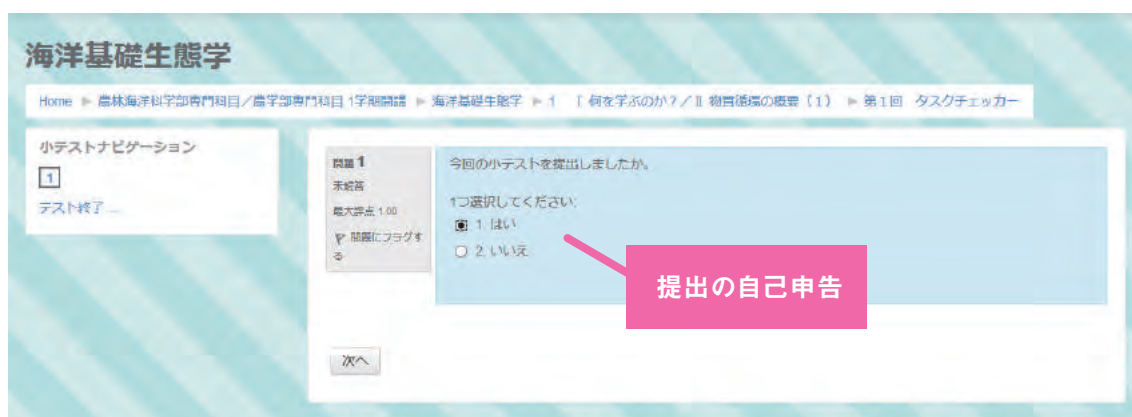 海洋基礎生態学
Home ▶ 農林海洋科学部専門科目／農学部専門科目 1学期開講 ▶ 海洋基礎生態学 ▶ 1 Ⅰ 何を学ぶのか？／Ⅱ 物質循環の概要（1） ▶ 第1回 タスクチェッカー
小テストナビゲーション
1
テスト終了 ...
問題 1
未解答
最大評点 1.00
問題にフラグす
る
今回の小テストを提出しましたか。
1つ選択してください:
1. はい
2. いいえ
提出の自己申告
次へ